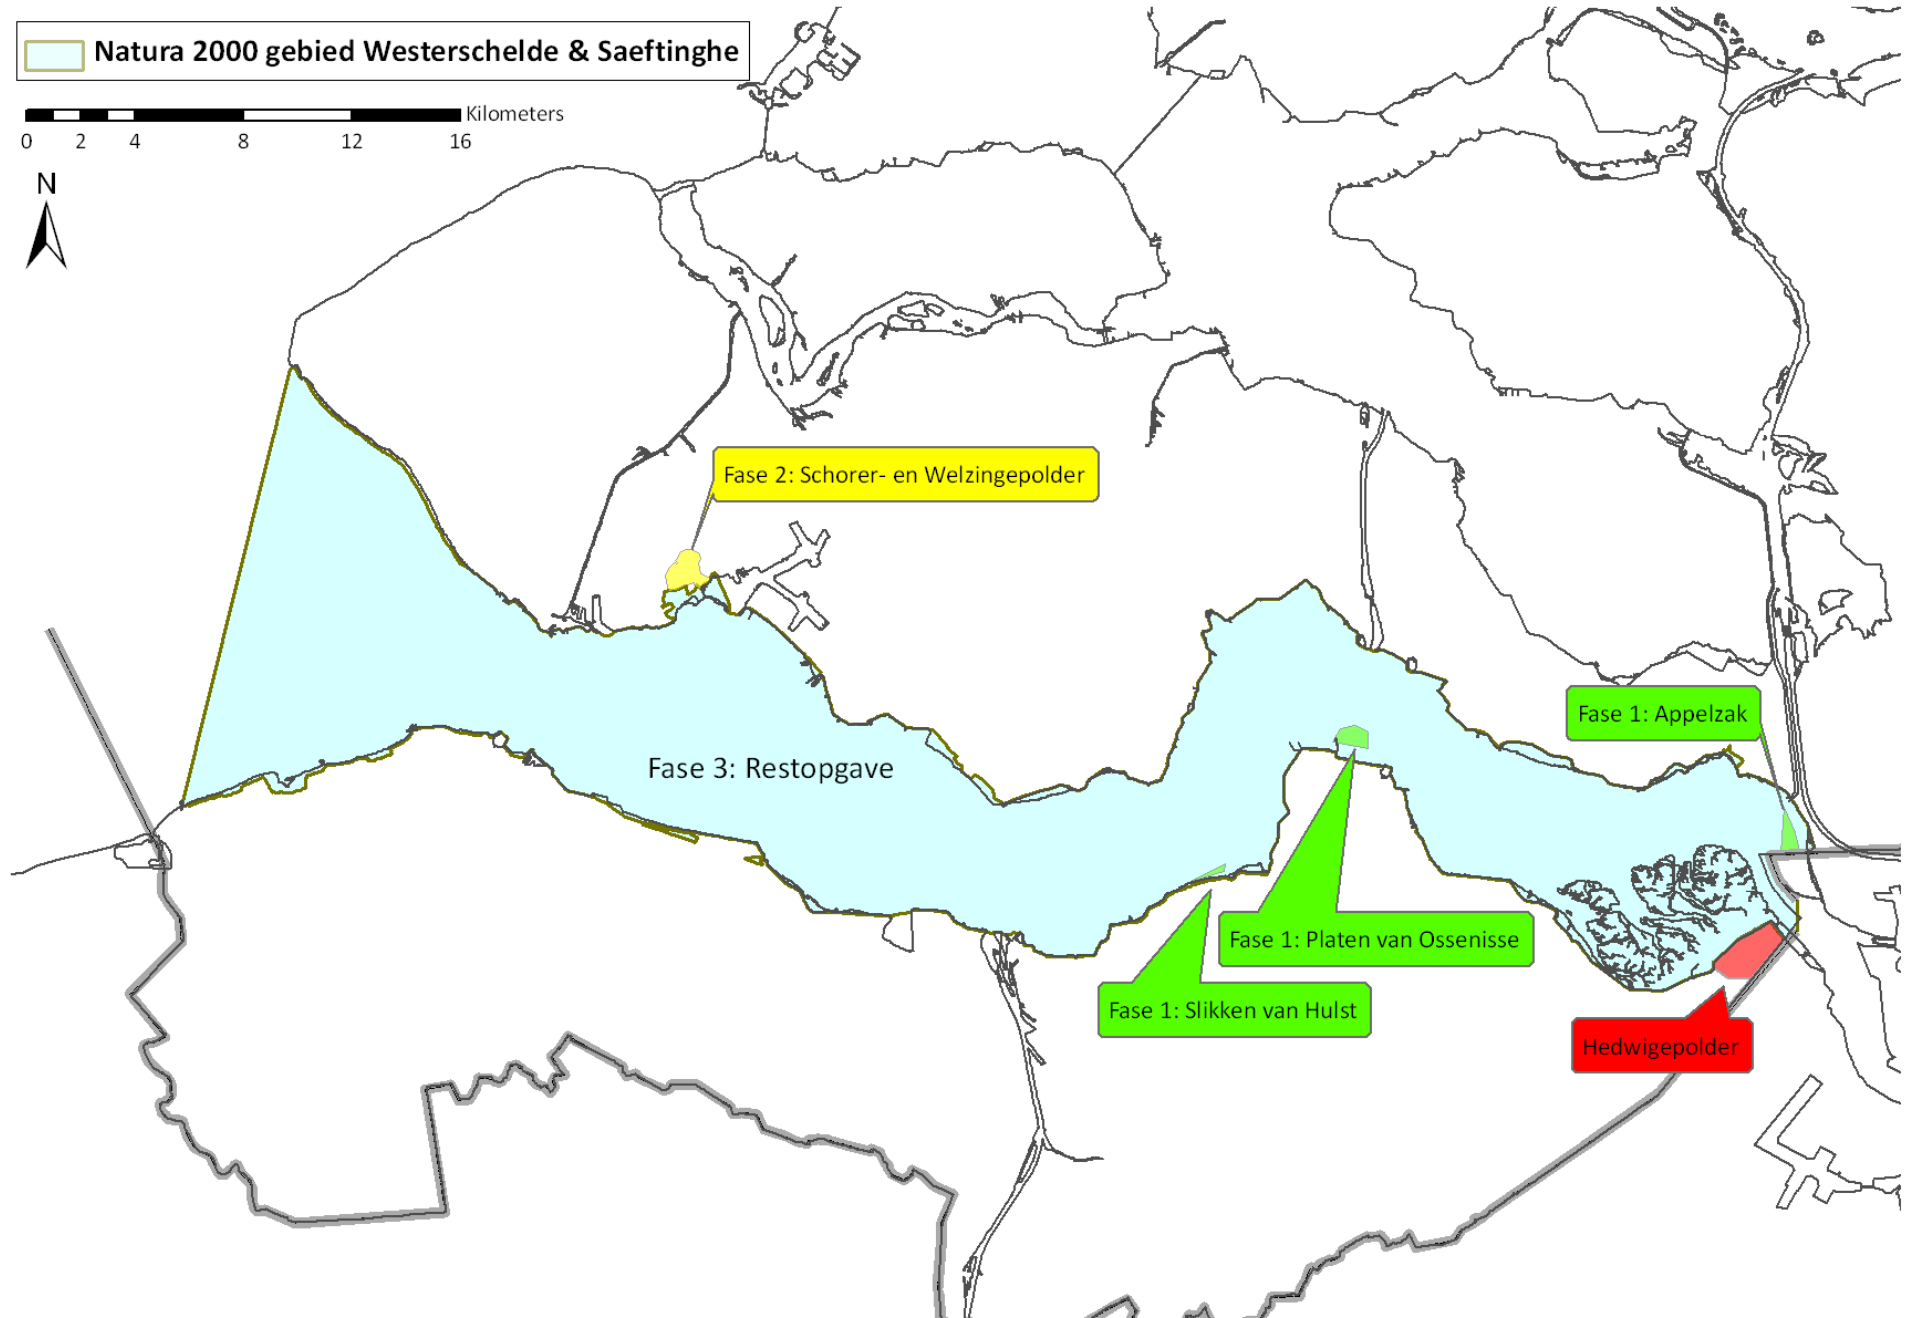 Natura 2000 gebied Westerschelde & Saeftinghe
Kilometers
0 2 4 8 12 16
N
Fase 2: Schorer- en Welzingepolder
Fase 1: Appelzak
Fase 3: Restopgave
Fase 1: Platen van Ossenisse
Fase 1: Slikken van Hulst
Hedwigepolder